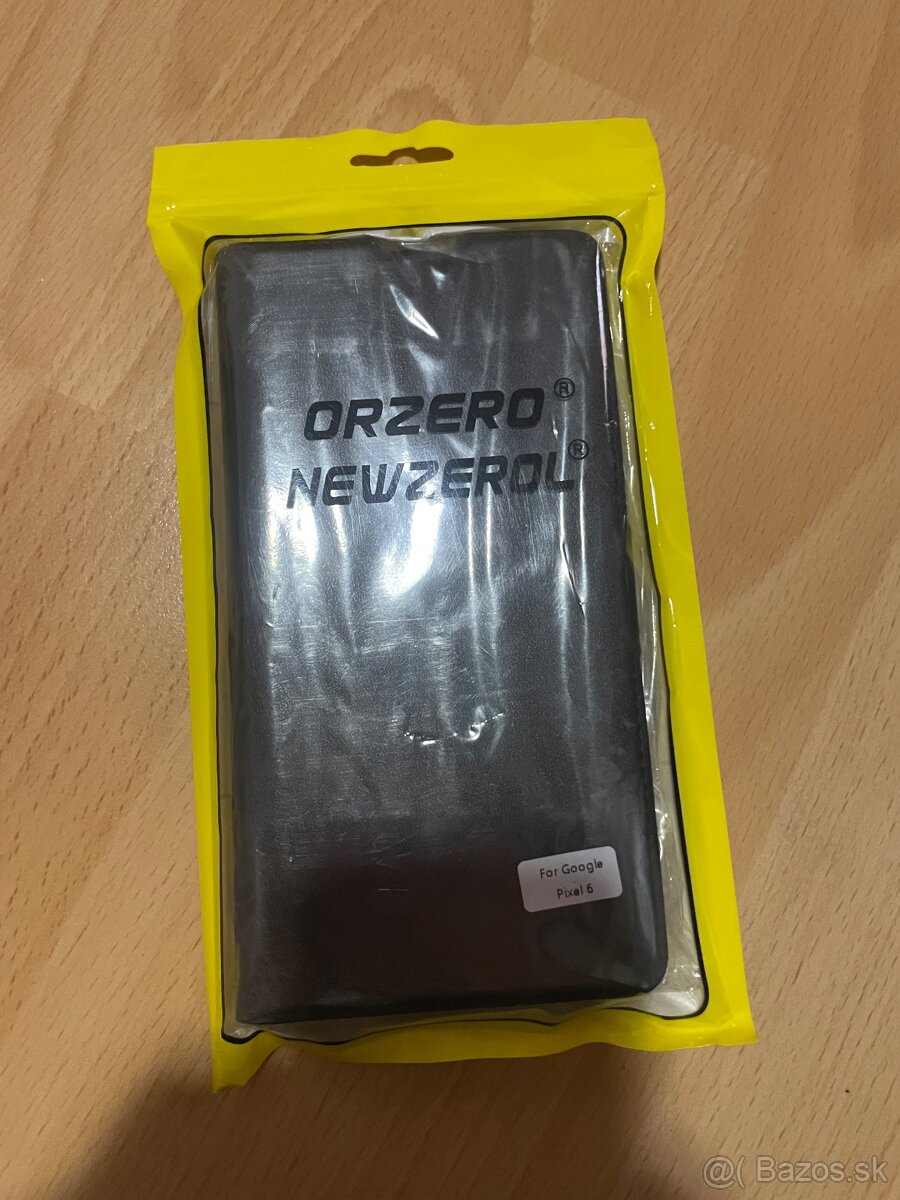 ORZERO®
NEWZEROL®
For Google
Pixel 6
@( Bazos.sk